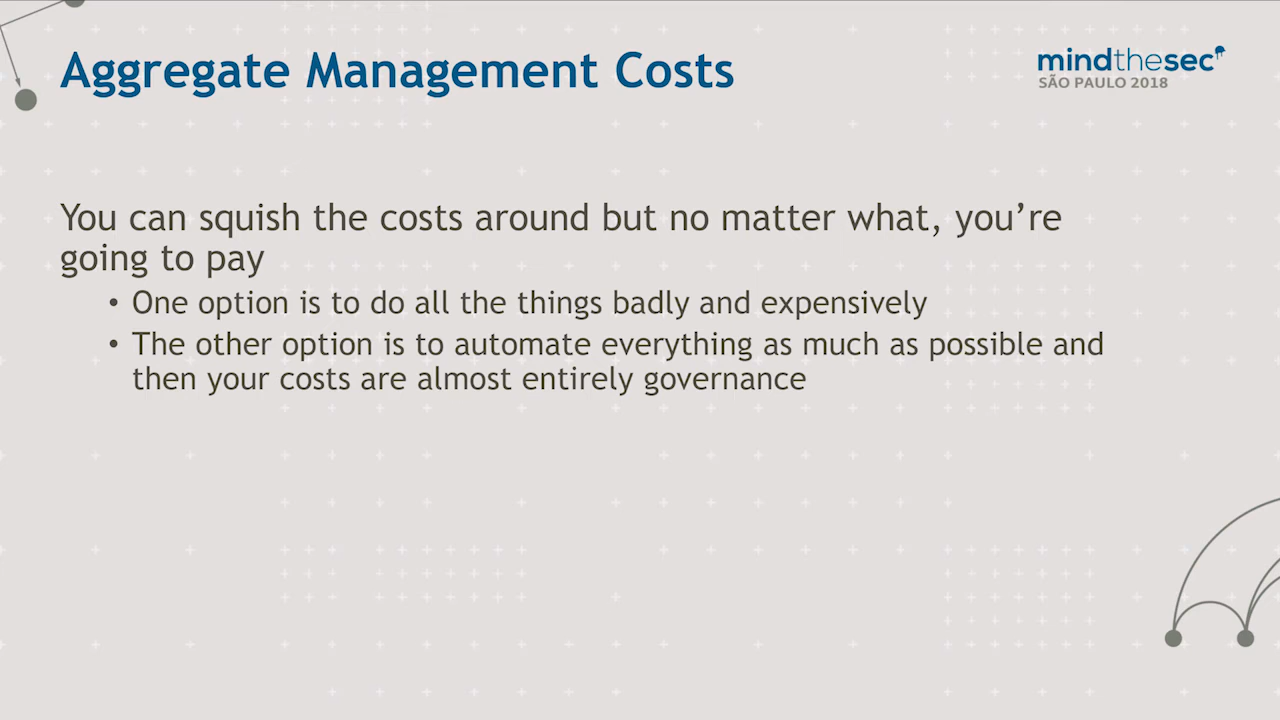 Aggregate Management Costs
mindthesec
SÃO PAULO 2018
You can squish the costs around but no matter what, you’re
going to pay
• One option is to do all the things badly and expensively
• The other option is to automate everything as much as possible and
then your costs are almost entirely governance